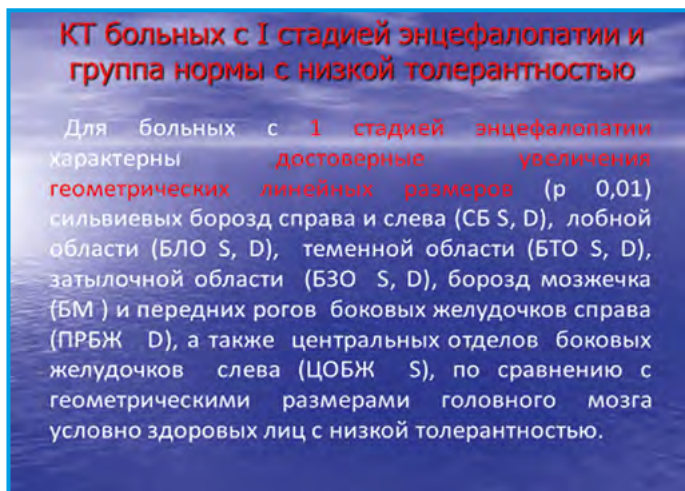 КТ больных с I стадией энцефалопатии и
группа нормы с низкой толерантностью
Для больных с 1 стадией энцефалопатии
характерны достоверные увеличения
геометрических линейных размеров (р 0,01)
сильвиевых борозд справа и слева (СБ S, D), лобной
области (БЛО S, D), теменной области (БТО S, D),
затылочной области (БЗО S, D), борозд мозжечка
(БМ ) и передних рогов боковых желудочков справа
(ПРБЖ D), а также центральных отделов боковых
желудочков слева (ЦОБЖ S), по сравнению с
геометрическими размерами головного мозга
условно здоровых лиц с низкой толерантностью.